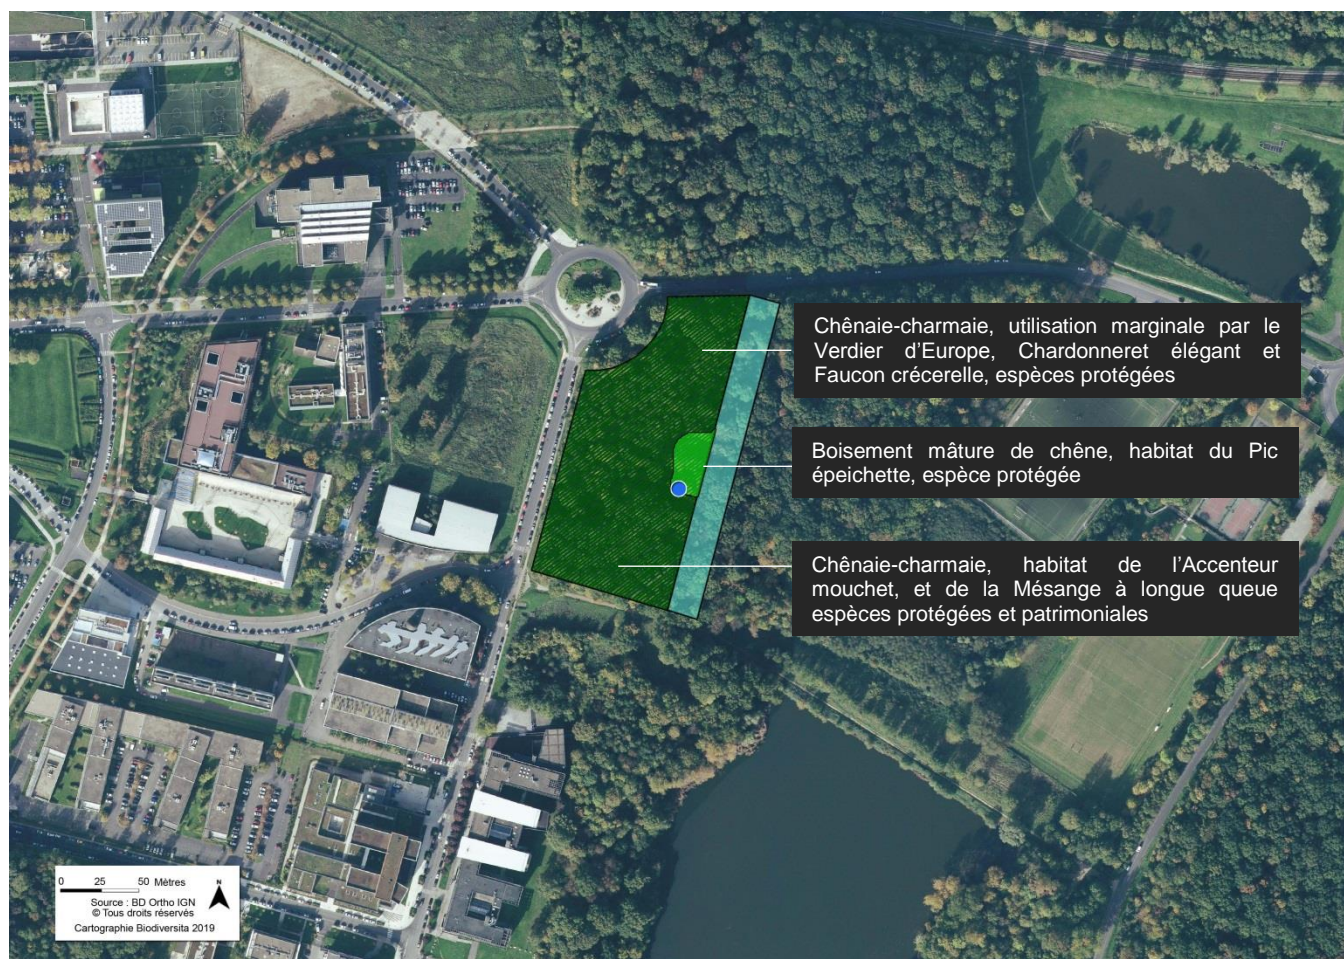 Chênaie-charmaie, utilisation marginale par le
Verdier d’Europe, Chardonneret élégant et
Faucon crécerelle, espèces protégées
Boisement mâture de chêne, habitat du Pic
épeichette, espèce protégée
Chênaie-charmaie, habitat de l’Accenteur
mouchet, et de la Mésange à longue queue
espèces protégées et patrimoniales
0 25 50 Mètres
N
Source : BD Ortho IGN
© Tous droits réservés
Cartographie Biodiversita 2019